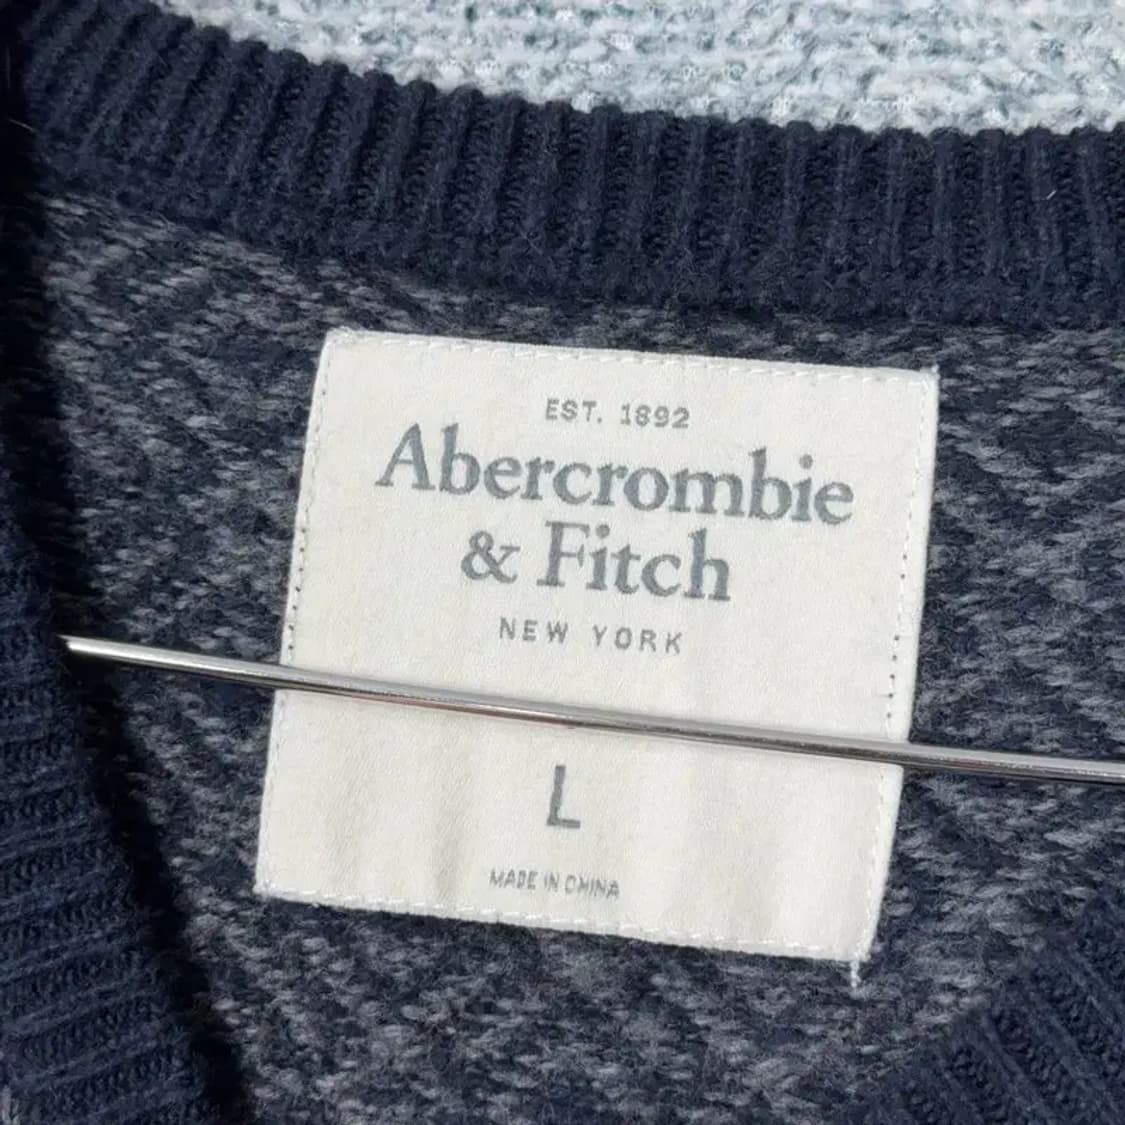 EST. 1892
Abercrombie
& Fitch
NEW YORK
L
MADE IN CHINA